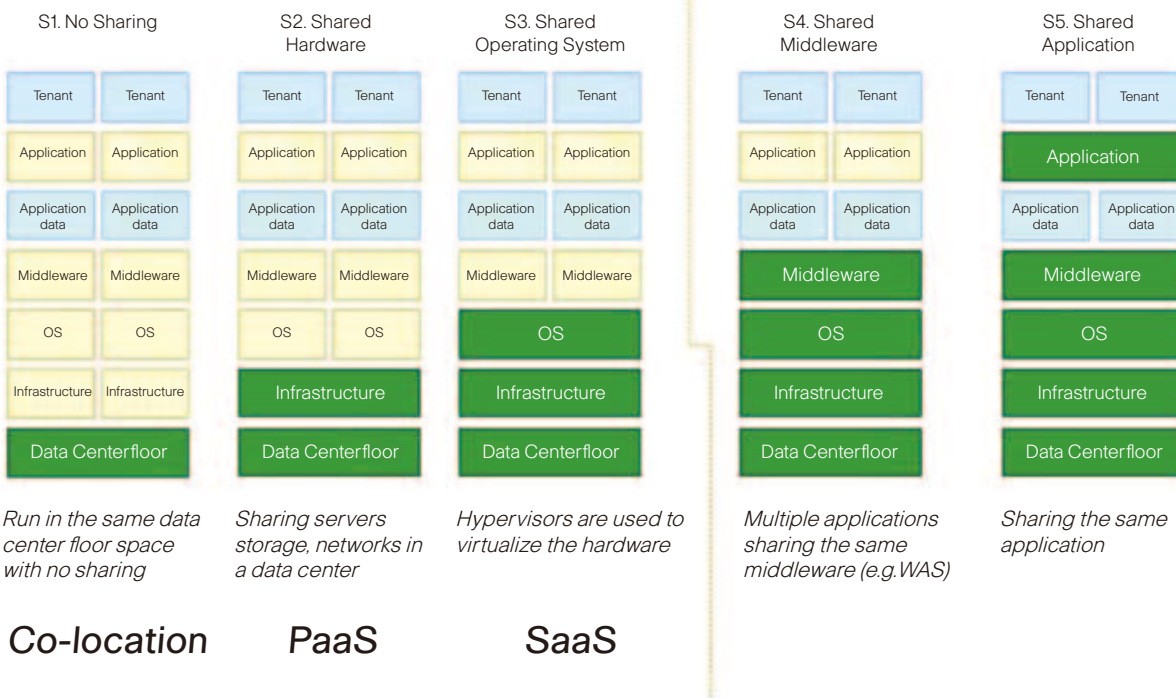 S1. No Sharing
Tenant Tenant
Application Application
Application data Application data
Middleware Middleware
OS OS
Infrastructure Infrastructure
Data Centerfloor
Run in the same data
center floor space
with no sharing
Co-location
S2. Shared
Hardware
Tenant Tenant
Application Application
Application data Application data
Middleware Middleware
OS OS
Infrastructure
Data Centerfloor
Sharing servers
storage, networks in
a data center
PaaS
S3. Shared
Operating System
Tenant Tenant
Application Application
Application data Application data
Middleware Middleware
OS
Infrastructure
Data Centerfloor
Hypervisors are used to
virtualize the hardware
SaaS
S4. Shared
Middleware
Tenant Tenant
Application Application
Application data Application data
Middleware
OS
Infrastructure
Data Centerfloor
Multiple applications
sharing the same
middleware (e.g.WAS)
S5. Shared
Application
Tenant Tenant
Application
Application data Application data
Middleware
OS
Infrastructure
Data Centerfloor
Sharing the same
application